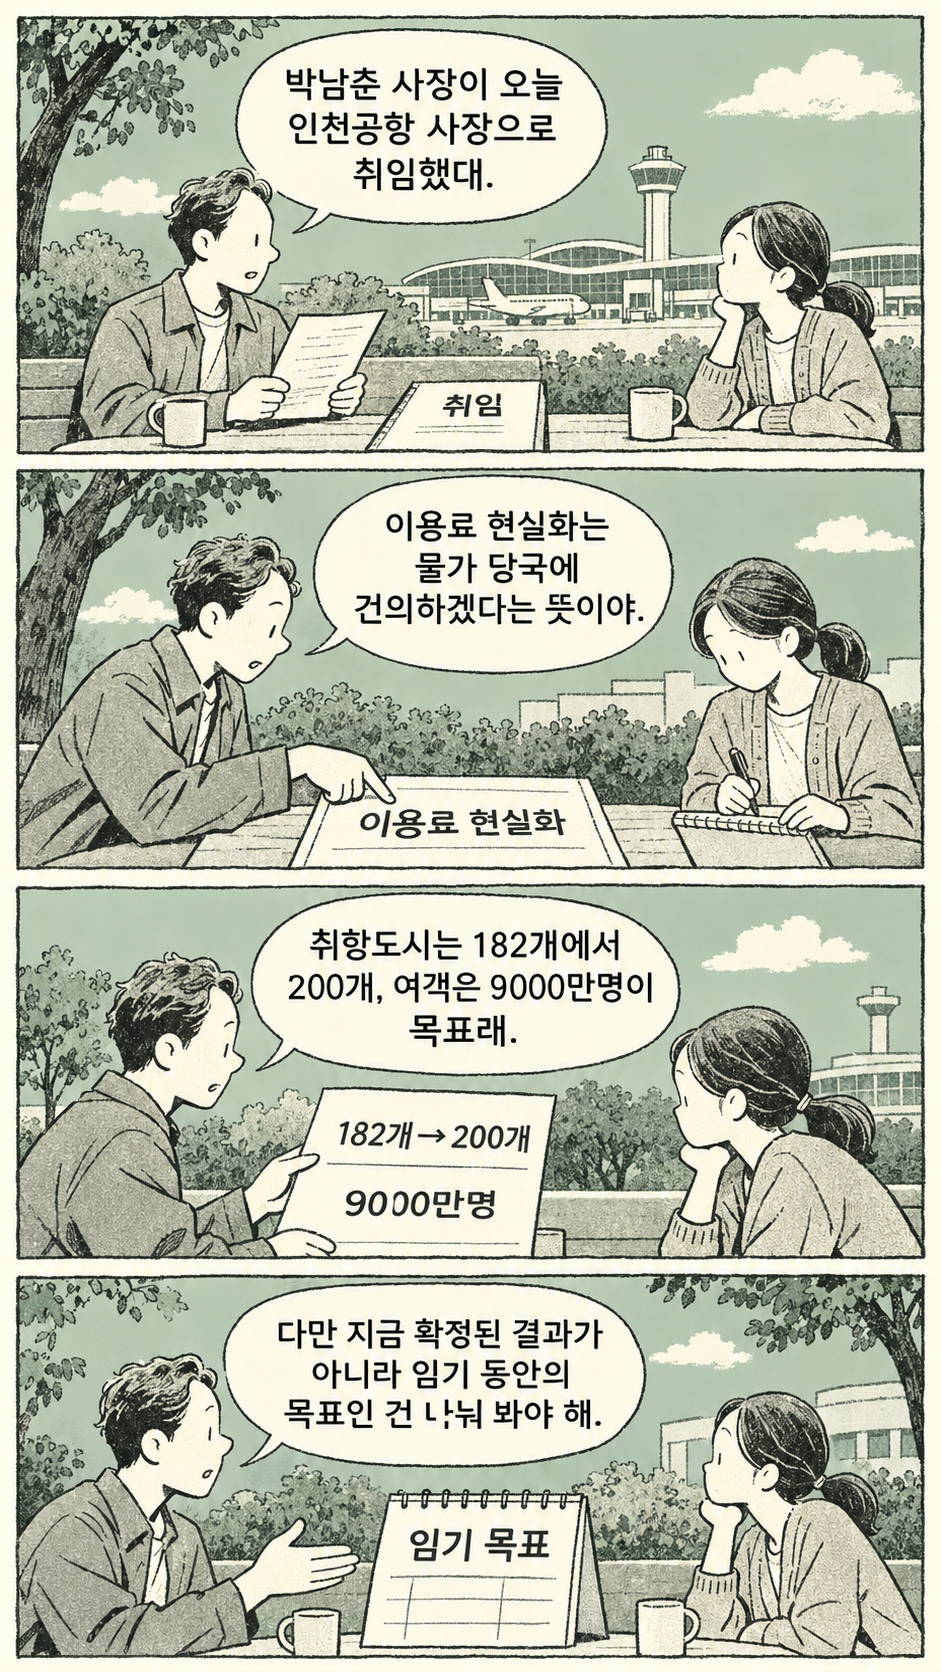 박남춘 사장이 오늘
인천공항 사장으로
취임했대.
취임
이용료 현실화는
물가 당국에
건의하겠다는 뜻이야.
이용료 현실화
취항도시는 182개에서
200개, 여객은 9000만명이
목표래.
182개→200개
9000만명
다만 지금 확정된 결과가
아니라 임기 동안의
목표인 건 나눠 봐야 해.
임기 목표